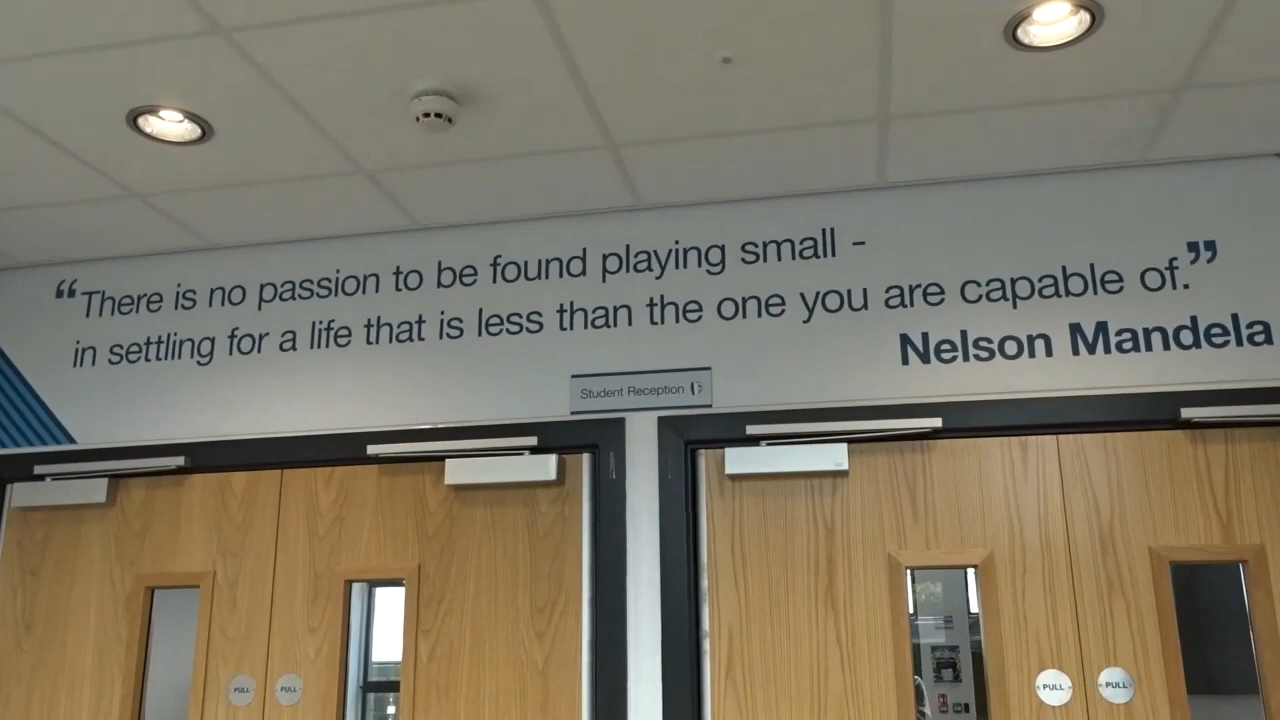 “There is no passion to be found playing small -
in settling for a life that is less than the one you are capable of.”
Nelson Mandela
Student Reception
PULL
PULL
PULL
PULL